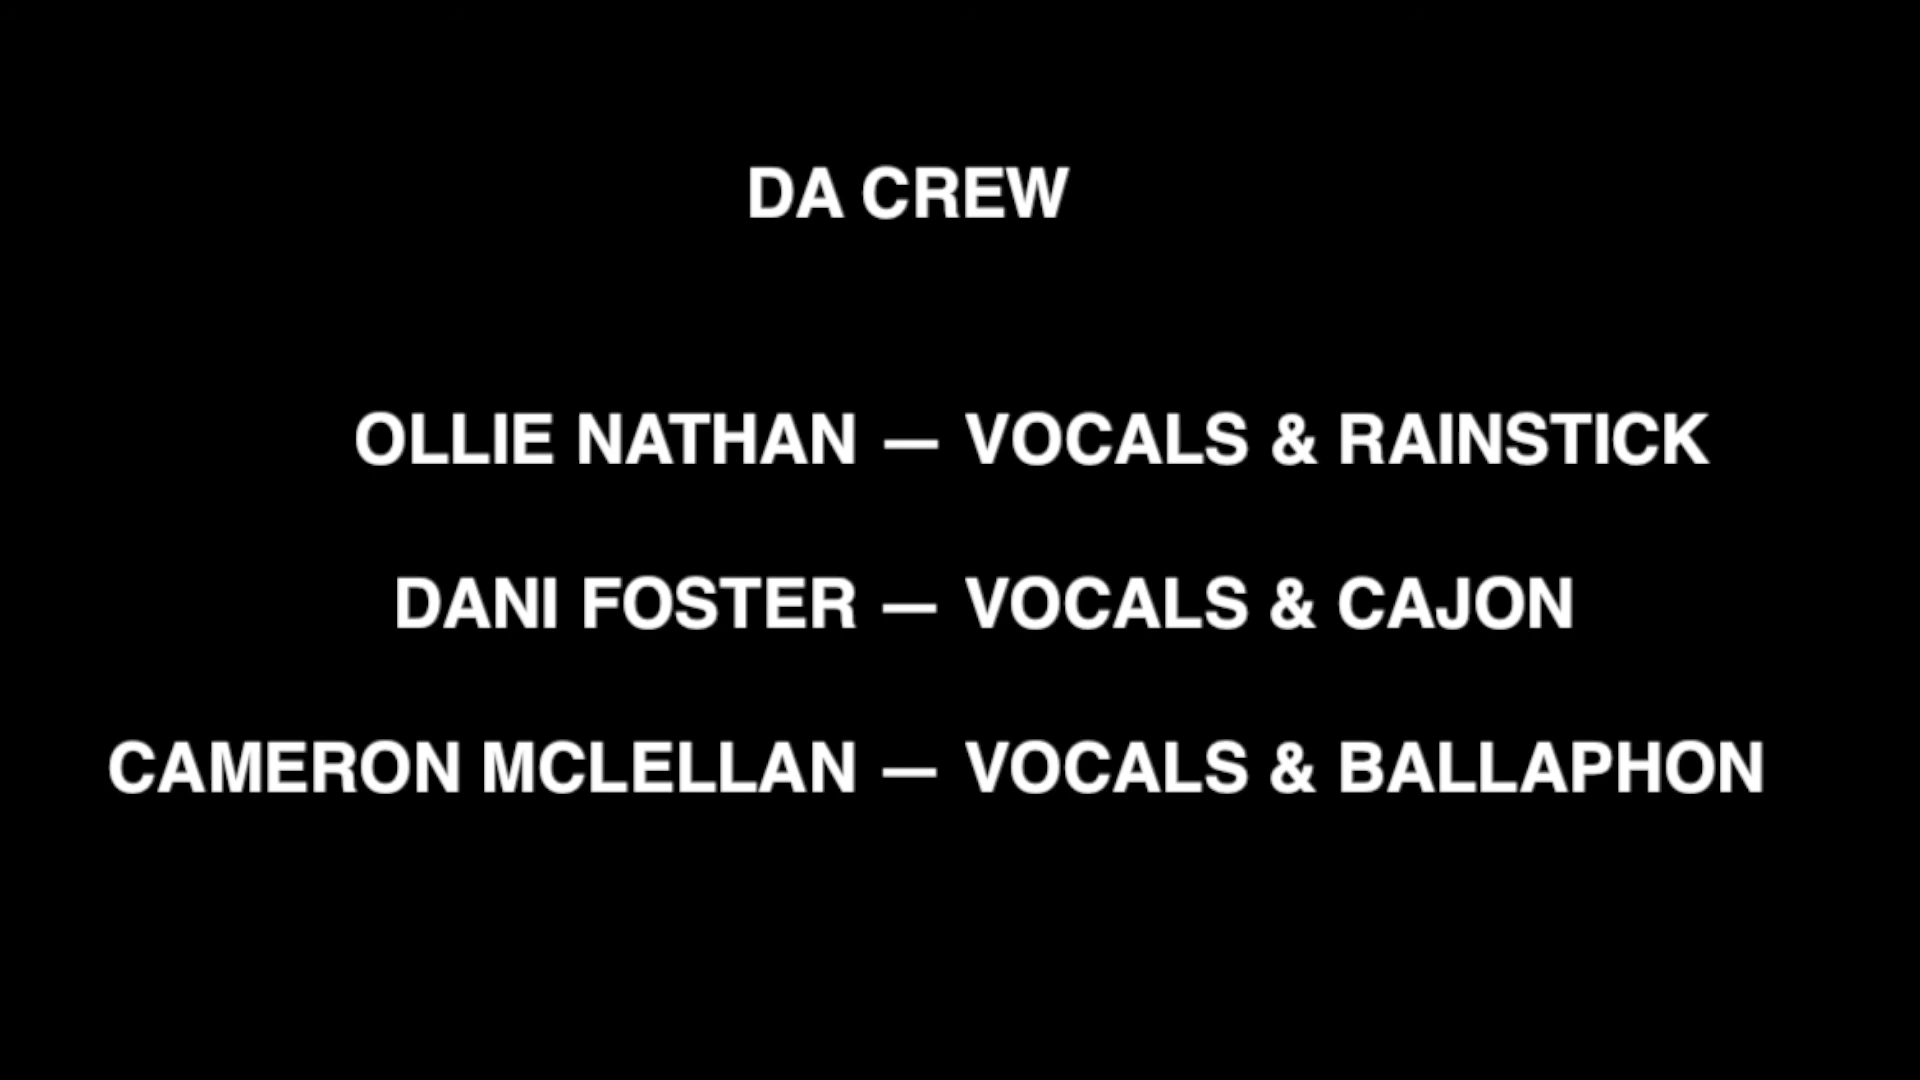 DA CREW
OLLIE NATHAN — VOCALS & RAINSTICK
DANI FOSTER — VOCALS & CAJON
CAMERON MCLELLAN — VOCALS & BALLAPHON